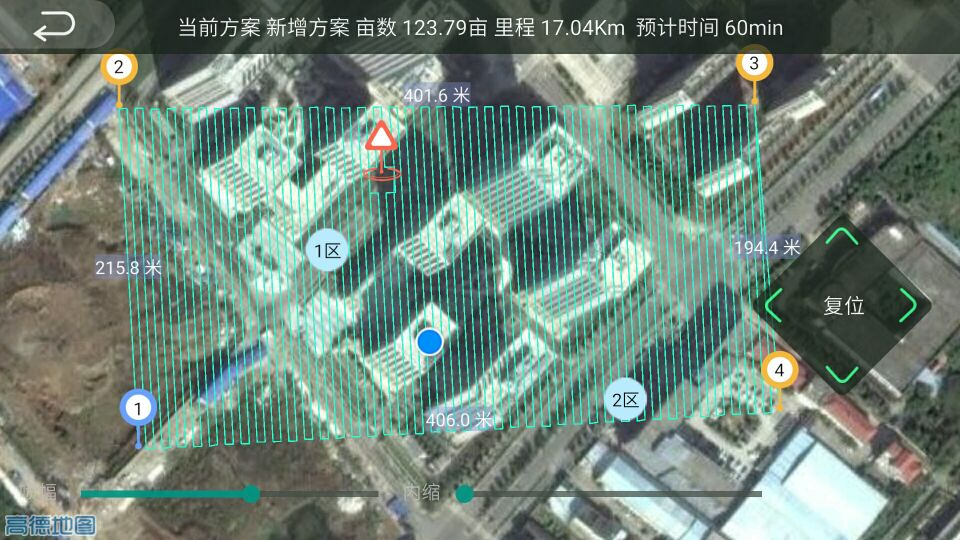 当前方案 新增方案 亩数 123.79亩 里程 17.04Km 预计时间 60min
2
3
401.6 米
1区
194.4 米
215.8 米
复位
4
2区
1
406.0 米
幅
内缩
高德地图